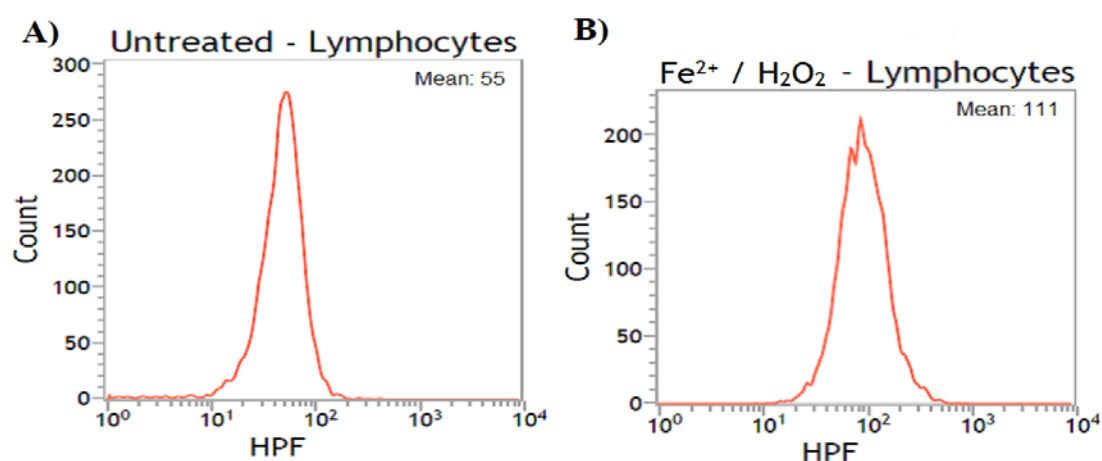 A)
Untreated - Lymphocytes
Mean: 55
300
250
200
150
100
50
0
Count
10⁰ 10¹ 10² 10³ 10⁴
HPF
B)
Fe²⁺ / H₂O₂ - Lymphocytes
Mean: 111
200
150
100
50
0
Count
10⁰ 10¹ 10² 10³ 10⁴
HPF